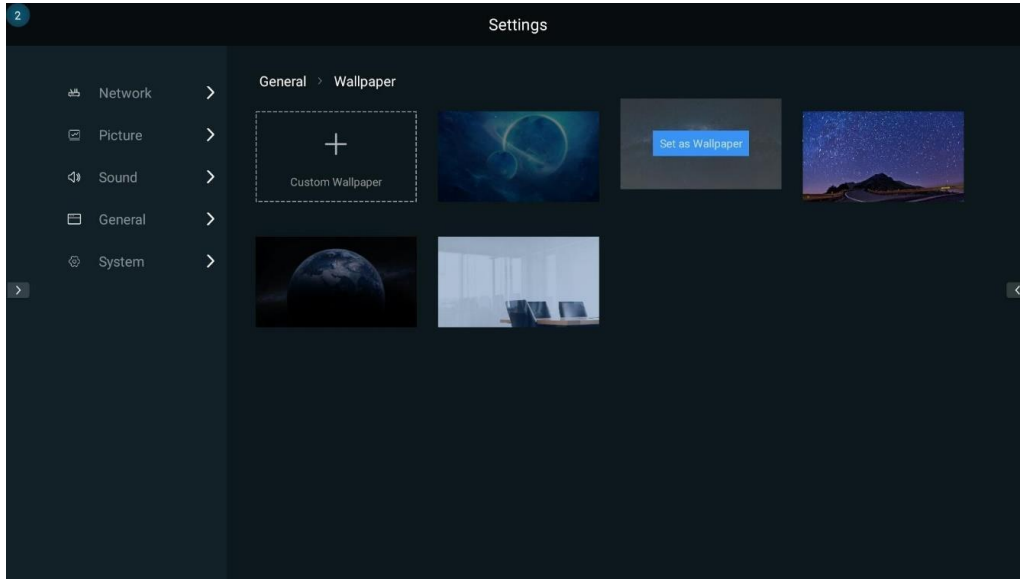 2
Settings
Network
Picture
Sound
General
System
General > Wallpaper
Custom Wallpaper
Set as Wallpaper